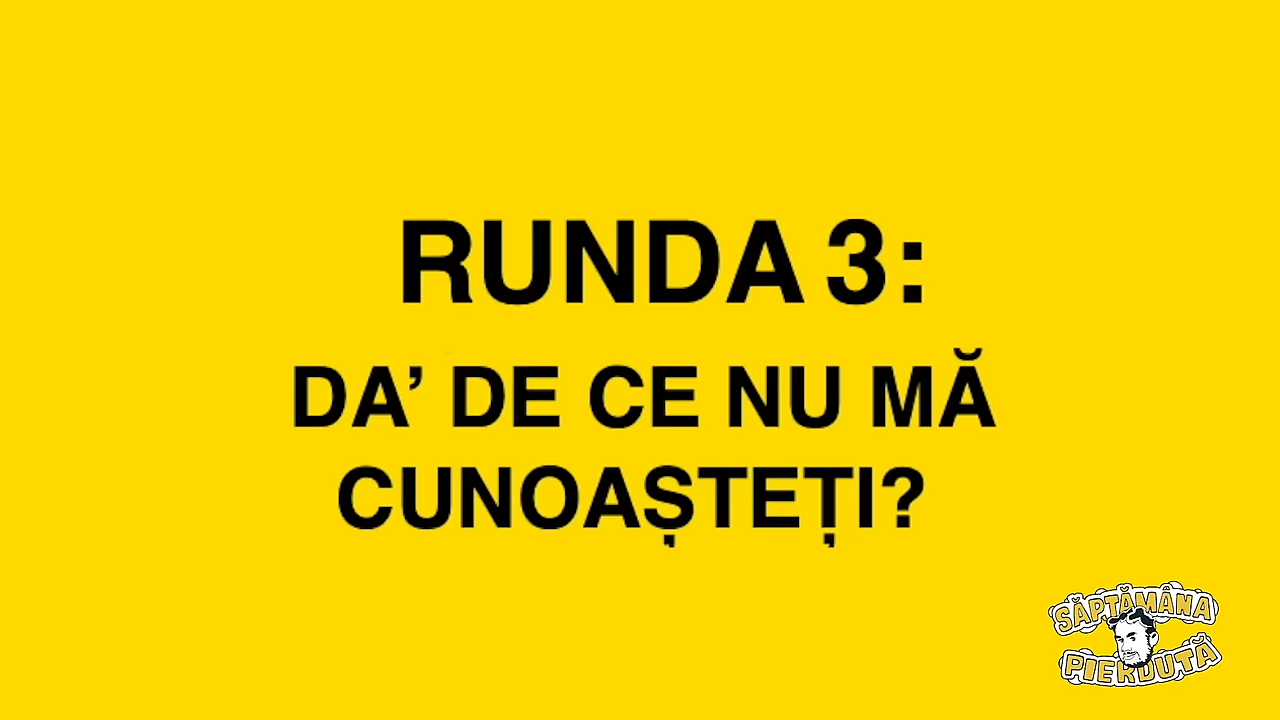 RUNDA 3:
DA’ DE CE NU MĂ
CUNOAȘTEȚI?
SĂPTĂMÂNA
PIERDUTĂ